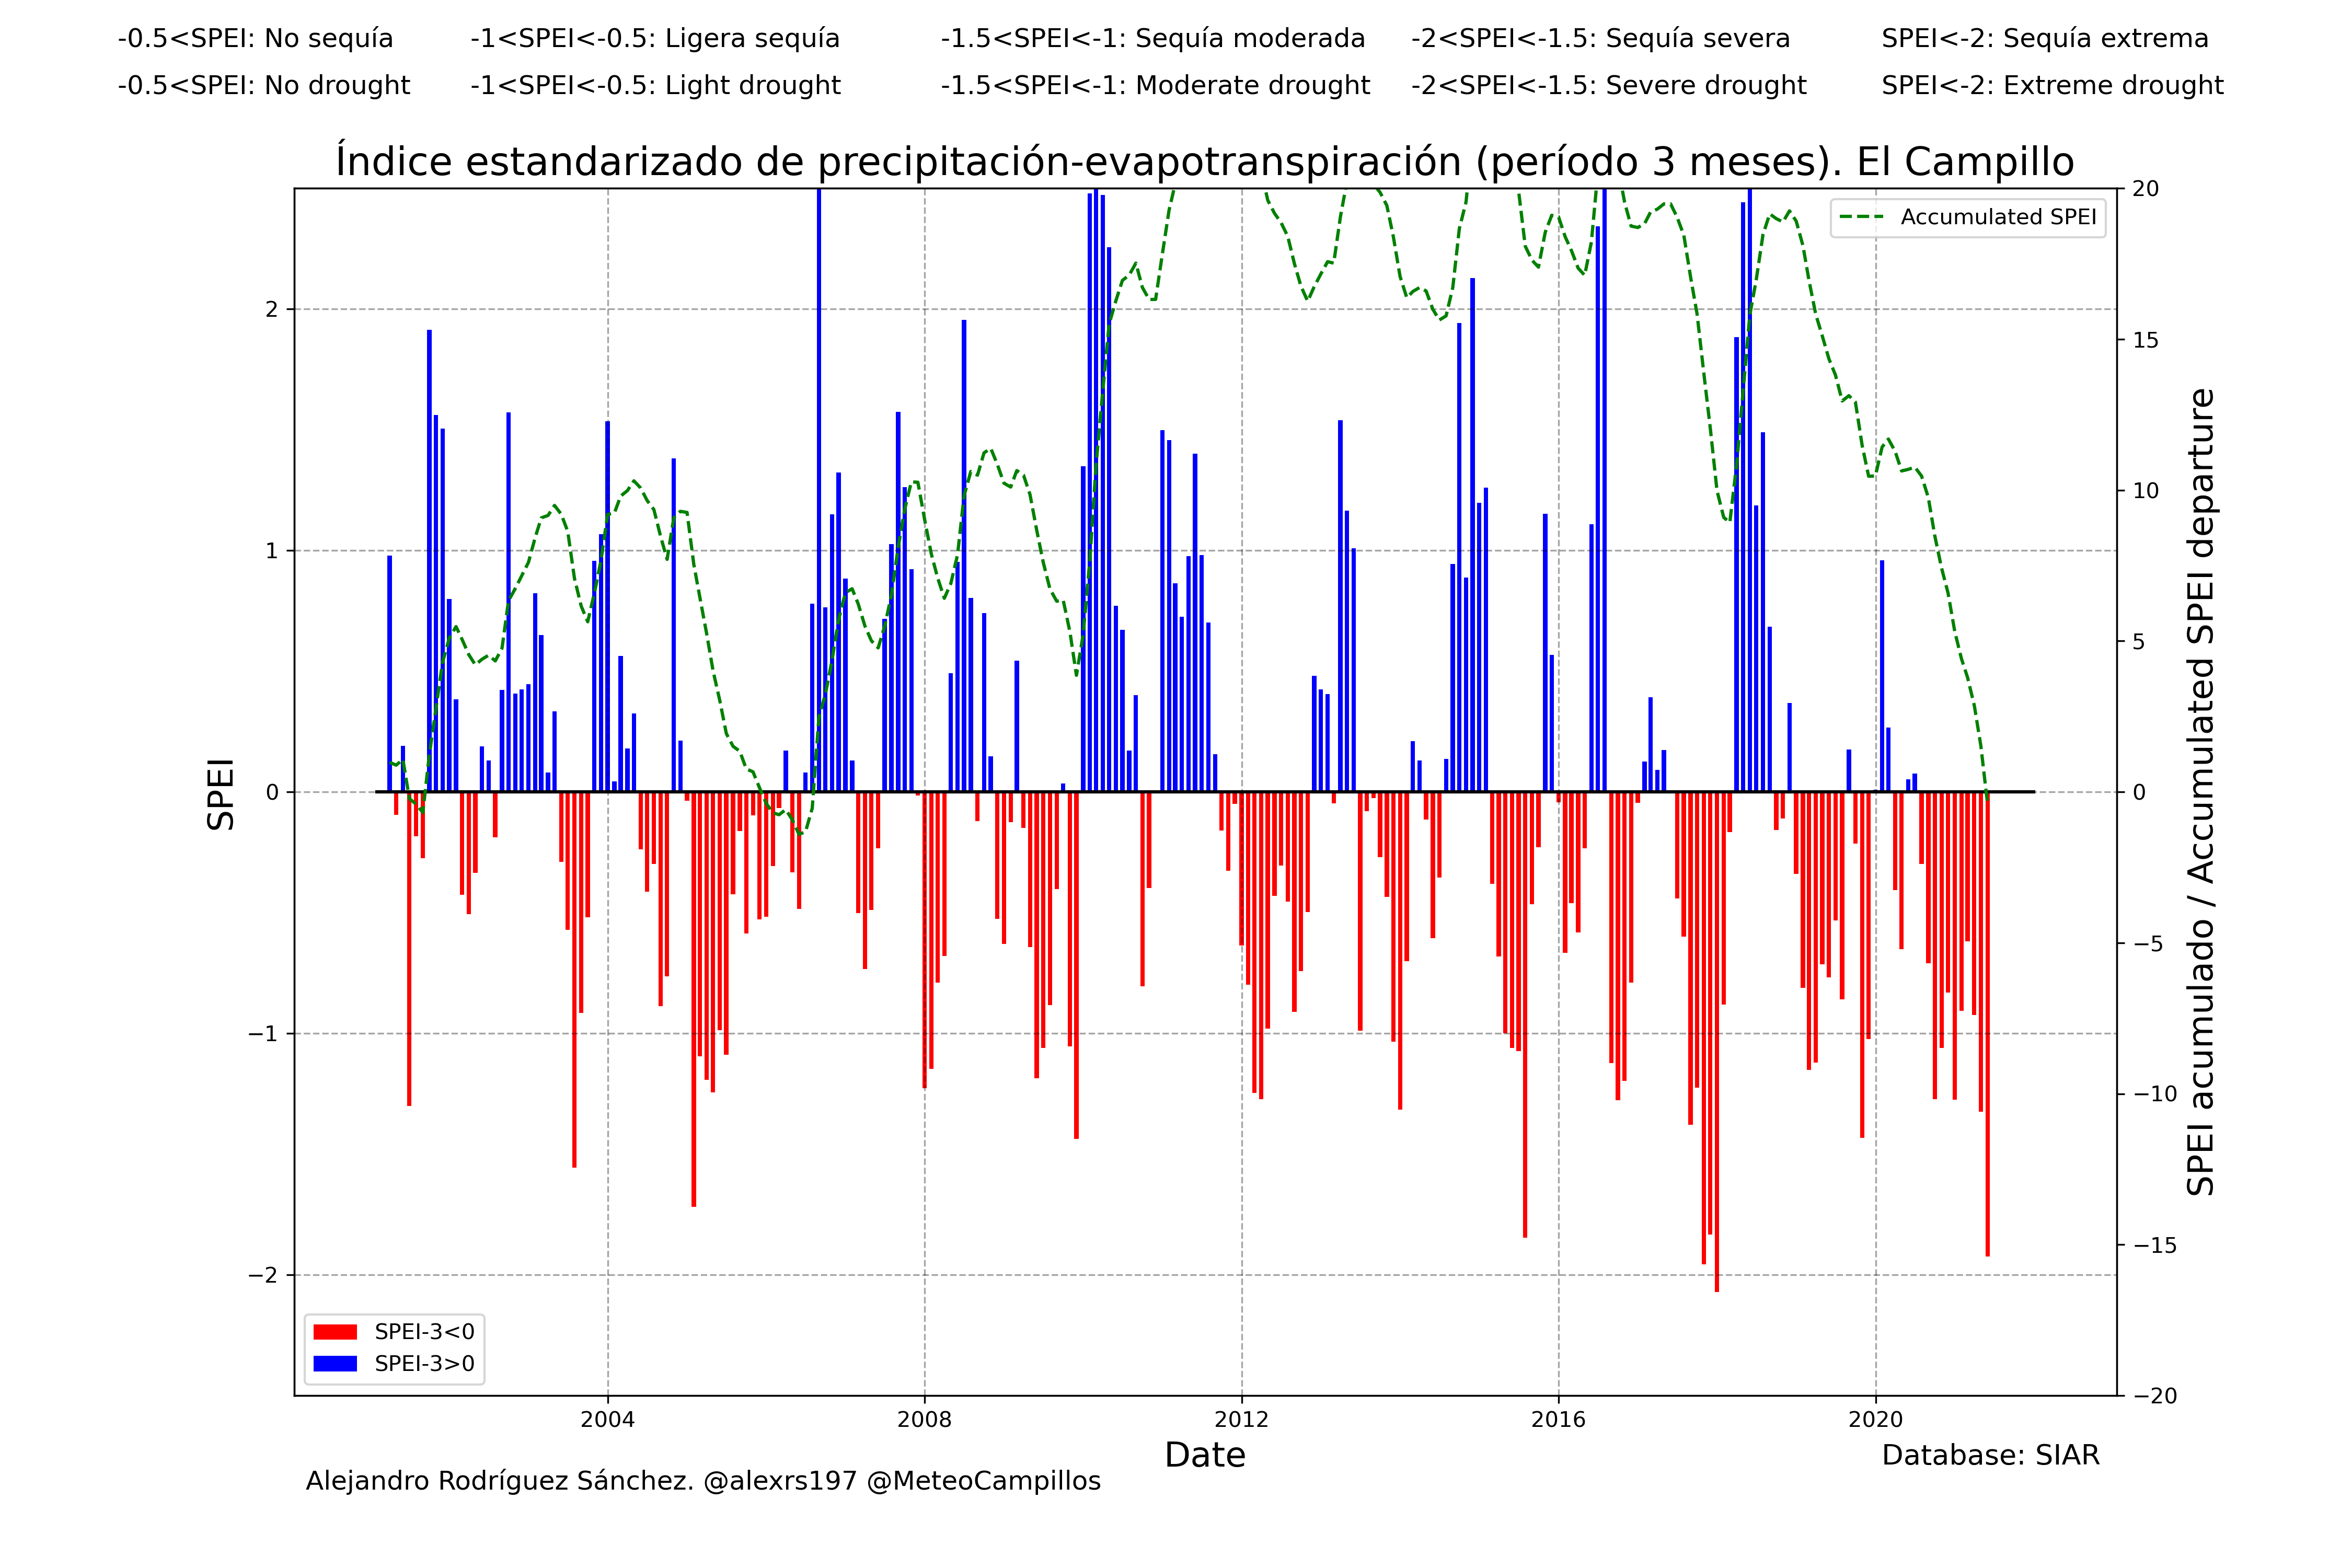 -0.5<SPEI: No sequía -1<SPEI<-0.5: Ligera sequía -1.5<SPEI<-1: Sequía moderada -2<SPEI<-1.5: Sequía severa SPEI<-2: Sequía extrema
-0.5<SPEI: No drought -1<SPEI<-0.5: Light drought -1.5<SPEI<-1: Moderate drought -2<SPEI<-1.5: Severe drought SPEI<-2: Extreme drought
Índice estandarizado de precipitación-evapotranspiración (período 3 meses). El Campillo
Accumulated SPEI
SPEI
2
1
0
−1
−2
20
15
10
5
0
−5
−10
−15
−20
SPEI acumulado / Accumulated SPEI departure
SPEI-3<0
SPEI-3>0
2004 2008 2012 2016 2020
Date
Database: SIAR
Alejandro Rodríguez Sánchez. @alexrs197 @MeteoCampillos